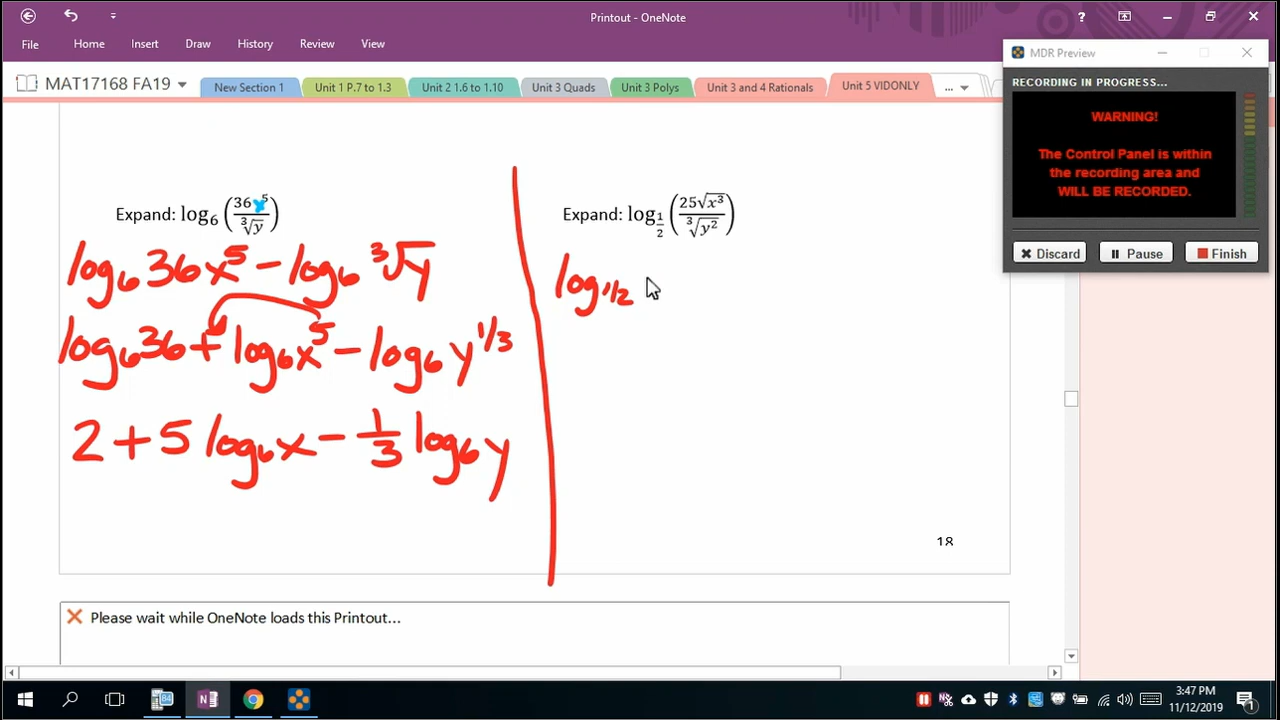 Printout - OneNote
File Home Insert Draw History Review View
MAT17168 FA19 New Section 1 Unit 1 P.7 to 1.3 Unit 2 1.6 to 1.10 Unit 3 Quads Unit 3 Polys Unit 3 and 4 Rationals Unit 5 VIDONLY ...
MDR Preview
RECORDING IN PROGRESS...
WARNING!
The Control Panel is within
the recording area and
WILL BE RECORDED.
Discard Pause Finish
Expand: log₆ (36x⁵/∛y)
log₆ 36x⁵ − log₆ ∛y
log₆ 36 + log₆ x⁵ − log₆ y^1/3
2 + 5 log₆ x − 1/3 log₆ y
Expand: log_1/2 (25√x³/∛y²)
log_1/2
18
Please wait while OneNote loads this Printout...
3:47 PM
11/12/2019